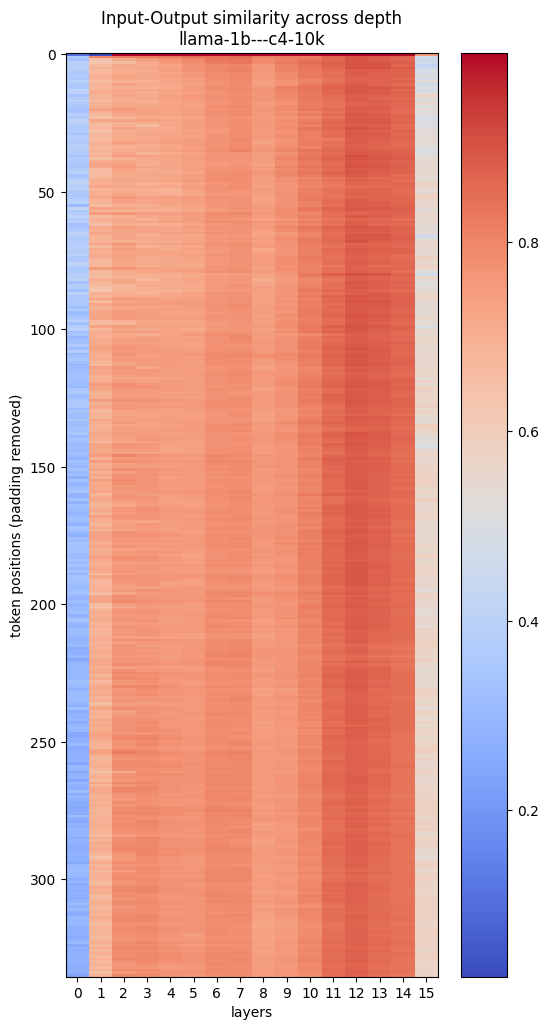 Input-Output similarity across depth
llama-1b---c4-10k
0
50
100
150
200
250
300
token positions (padding removed)
0 1 2 3 4 5 6 7 8 9 10 11 12 13 14 15
layers
0.8
0.6
0.4
0.2